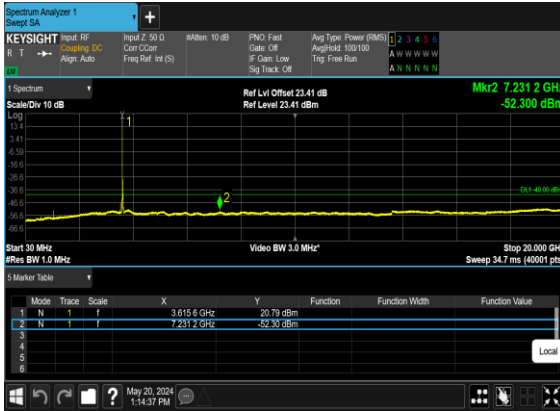 Spectrum Analyzer 1
Swept SA
+
KEYSIGHT Input: RF Input Z: 50 Ω #Atten: 10 dB PNO: Fast Avg Type: Power (RMS) 1 2 3 4 5 6
R T Coupling: DC Corr CCorr Gate: Off Avg|Hold: 100/100 A W W W W W
Align: Auto Freq Ref: Int (S) IF Gain: Low Trig: Free Run
Sig Track: Off A N N N N N
1 Spectrum Ref Lvl Offset 23.41 dB Mkr2 7.231 2 GHz
Scale/Div 10 dB Ref Level 23.41 dBm -52.300 dBm
Log
1
13.4
3.41
-6.59
-16.6
-26.6
-36.6 DL1 -40.00 dBm
2
-46.6
-56.6
-66.6
Start 30 MHz Video BW 3.0 MHz* Stop 20.000 GHz
#Res BW 1.0 MHz Sweep 34.7 ms (40001 pts)
5 Marker Table
Mode Trace Scale X Y Function Function Width Function Value
1 N 1 f 3.615 6 GHz 20.79 dBm
2 N 1 f 7.231 2 GHz -52.30 dBm
3
4
5
6
Local
? May 20, 2024
1:14:37 PM